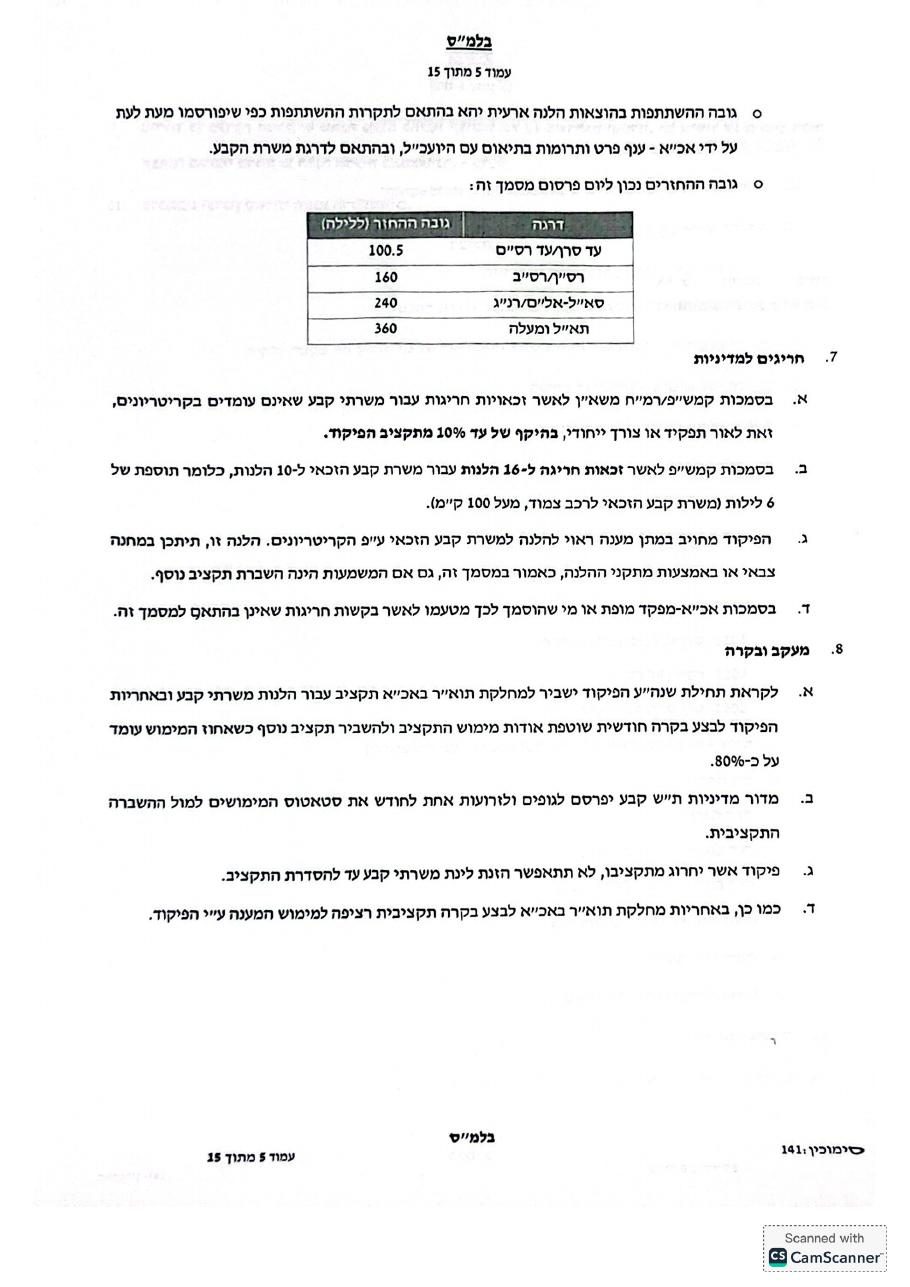 בלמ"ס
עמוד 5 מתוך 15
o גובה ההשתתפות בהוצאות הלנה ארעית יהא בהתאם לתקרות ההשתתפות כפי שיפורסמו מעת לעת
על ידי אכ"א - ענף פרט ותרומות בתיאום עם היועכ"ל, ובהתאם לדרגת משרת הקבע.
o גובה ההחזרים נכון ליום פרסום מסמך זה:
דרגה גובה ההחזר (ללילה)
עד סרן/עד רס"ם 100.5
רס"ן/רס"ב 160
סא"ל-אל"ם/רנ"ג 240
תא"ל ומעלה 360
7. חריגים למדיניות
א. בסמכות קמש"פ/רמ"ח משא"ן לאשר זכאויות חריגות עבור משרתי קבע שאינם עומדים בקריטריונים,
זאת לאור תפקיד או צורך ייחודי, בהיקף של עד 10% מתקציב הפיקוד.
ב. בסמכות קמש"פ לאשר זכאות חריגה ל-16 הלנות עבור משרת קבע הזכאי ל-10 הלנות, כלומר תוספת של
6 לילות (משרת קבע הזכאי לרכב צמוד, מעל 100 ק"מ).
ג. הפיקוד מחויב במתן מענה ראוי להלנה למשרת קבע הזכאי ע"פ הקריטריונים. הלנה זו, תיתכן במחנה
צבאי או באמצעות מתקני ההלנה, כאמור במסמך זה, גם אם המשמעות הינה השברת תקציב נוסף.
ד. בסמכות אכ"א-מפקד מופת או מי שהוסמך לכך מטעמו לאשר בקשות חריגות שאינן בהתאם למסמך זה.
8. מעקב ובקרה
א. לקראת תחילת שנה"ע הפיקוד ישביר למחלקת תוא"ר באכ"א תקציב עבור הלנות משרתי קבע ובאחריות
הפיקוד לבצע בקרה חודשית שוטפת אודות מימוש התקציב ולהשביר תקציב נוסף כשאחוז המימוש עומד
על כ-80%.
ב. מדור מדיניות ת"ש קבע יפרסם לגופים ולזרועות אחת לחודש את סטאטוס המימושים למול ההשברה
התקציבית.
ג. פיקוד אשר יחרוג מתקציבו, לא תתאפשר הזנת לינת משרתי קבע עד להסדרת התקציב.
ד. כמו כן, באחריות מחלקת תוא"ר באכ"א לבצע בקרה תקציבית רציפה למימוש המענה ע"י הפיקוד.
בלמ"ס
סימוכין: 141
עמוד 5 מתוך 15
Scanned with
CS CamScanner